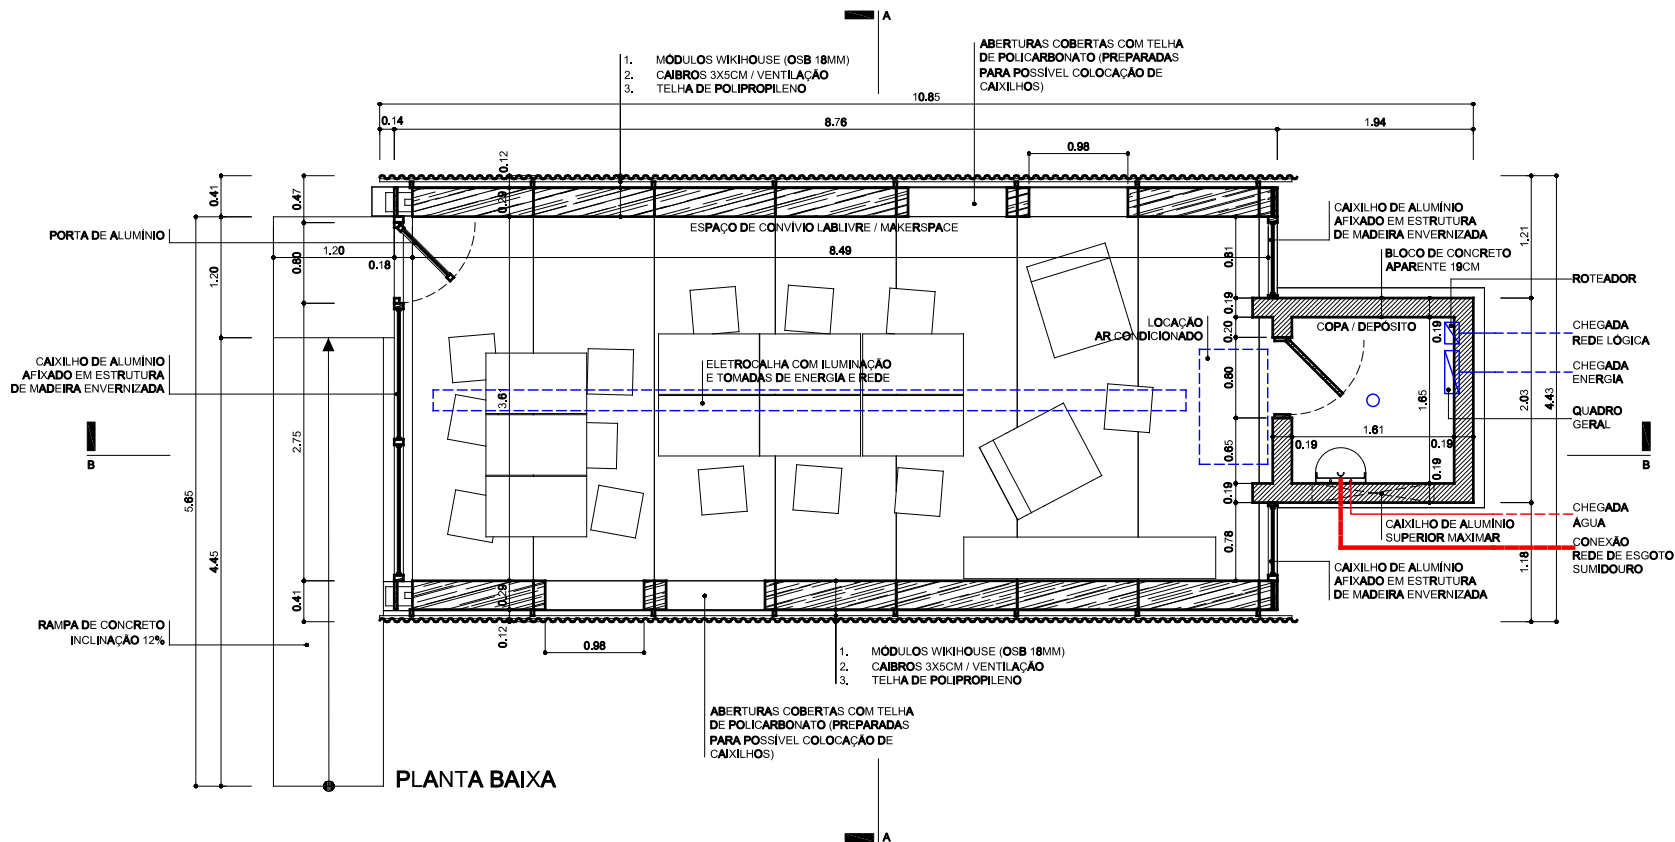 A
1. MÓDULOS WIKIHOUSE (OSB 18MM)
2. CAIBROS 3X5CM / VENTILAÇÃO
3. TELHA DE POLIPROPILENO
ABERTURAS COBERTAS COM TELHA
DE POLICARBONATO (PREPARADAS
PARA POSSÍVEL COLOCAÇÃO DE
CAIXILHOS)
10.85
0.14
8.76
1.94
0.98
0.12
0.41
0.47
0.29
CAIXILHO DE ALUMÍNIO
AFIXADO EM ESTRUTURA
DE MADEIRA ENVERNIZADA
1.21
PORTA DE ALUMÍNIO
ESPAÇO DE CONVÍVIO LABLIVRE / MAKERSPACE
1.20
0.18
8.49
0.80
1.20
0.81
BLOCO DE CONCRETO
APARENTE 19CM
ROTEADOR
0.19
LOCAÇÃO
AR CONDICIONADO
0.20
COPA / DEPÓSITO
0.19
CHEGADA
REDE LÓGICA
CAIXILHO DE ALUMÍNIO
AFIXADO EM ESTRUTURA
DE MADEIRA ENVERNIZADA
ELETROCALHA COM ILUMINAÇÃO
E TOMADAS DE ENERGIA E REDE
0.80
CHEGADA
ENERGIA
3.61
1.65
2.03
4.43
QUADRO
GERAL
B
2.75
1.61
0.19
0.19
0.65
B
0.19
5.65
0.19
CHEGADA
ÁGUA
CAIXILHO DE ALUMÍNIO
SUPERIOR MAXIMAR
0.78
CONEXÃO
REDE DE ESGOTO
SUMIDOURO
1.18
4.45
CAIXILHO DE ALUMÍNIO
AFIXADO EM ESTRUTURA
DE MADEIRA ENVERNIZADA
0.41
0.29
RAMPA DE CONCRETO
INCLINAÇÃO 12%
0.12
0.98
1. MÓDULOS WIKIHOUSE (OSB 18MM)
2. CAIBROS 3X5CM / VENTILAÇÃO
3. TELHA DE POLIPROPILENO
ABERTURAS COBERTAS COM TELHA
DE POLICARBONATO (PREPARADAS
PARA POSSÍVEL COLOCAÇÃO DE
CAIXILHOS)
PLANTA BAIXA
A